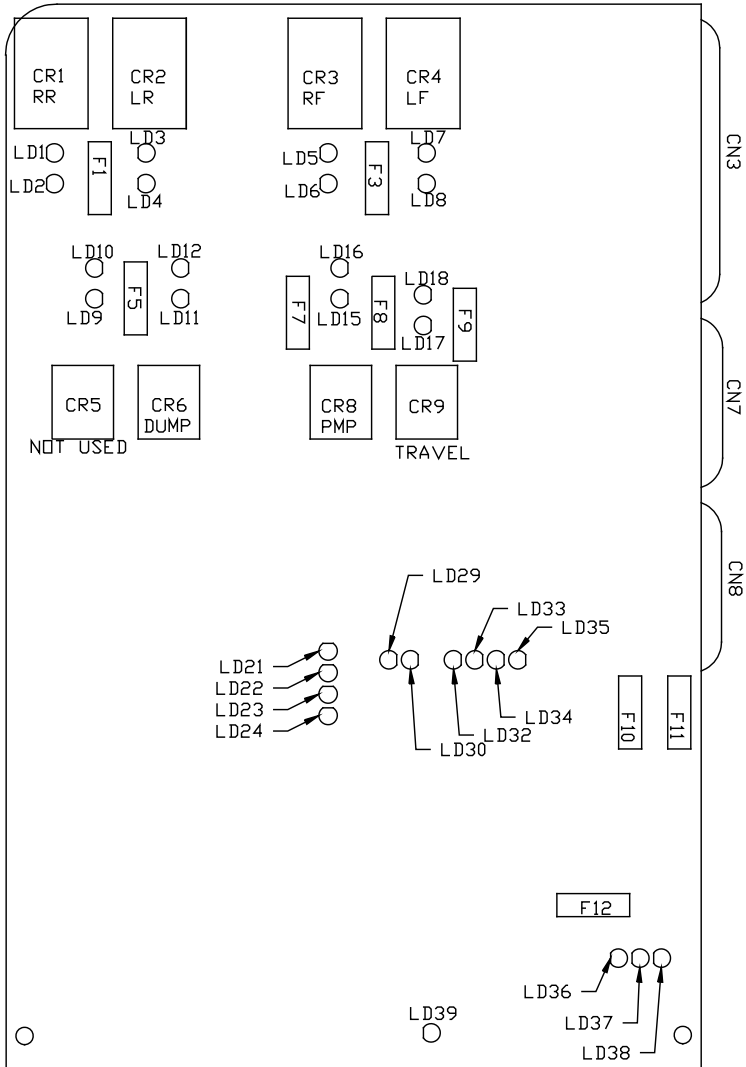 CR1
RR
CR2
LR
CR3
RF
CR4
LF
CN3
LD1
LD2
F1
LD3
LD4
LD5
LD6
F3
LD7
LD8
LD10
LD9
F5
LD12
LD11
F7
LD16
LD15
F8
LD18
LD17
F9
CN7
CR5
NOT USED
CR6
DUMP
CR8
PMP
CR9
TRAVEL
CN8
LD29
LD33
LD35
LD21
LD22
LD23
LD24
LD34
LD32
LD30
F10
F11
F12
LD36
LD37
LD38
LD39